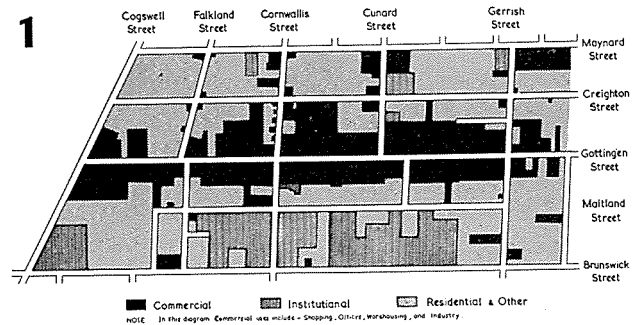 1
Cogswell
Street
Falkland
Street
Cornwallis
Street
Cunard
Street
Gerrish
Street
Maynard
Street
Creighton
Street
Gottingen
Street
Maitland
Street
Brunswick
Street
Commercial
Institutional
Residential & Other
NOTE In this diagram Commercial uses include - Shopping, Offices, Warehousing, and Industry.